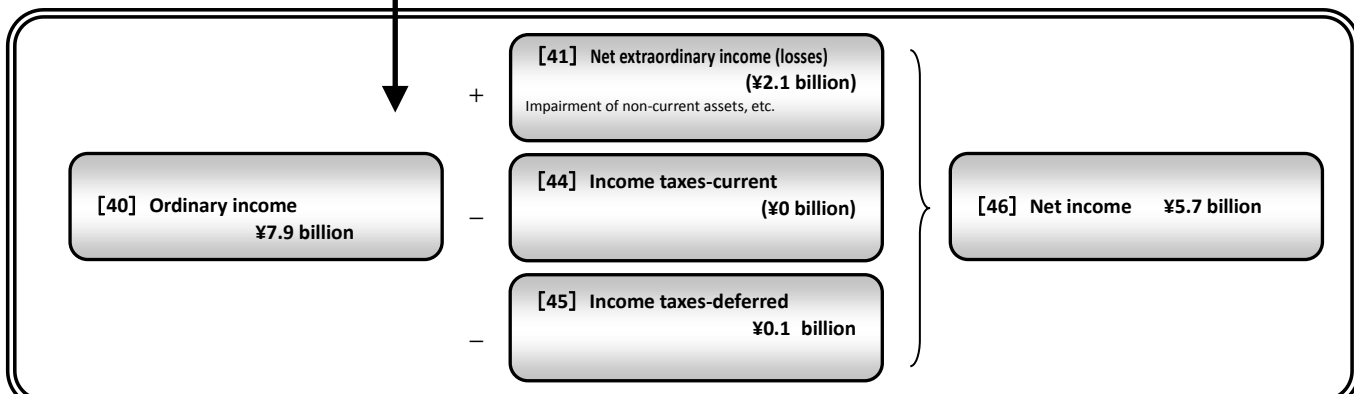 [41] Net extraordinary income (losses)
(¥2.1 billion)
Impairment of non-current assets, etc.
+
[40] Ordinary income
¥7.9 billion
−
[44] Income taxes-current
(¥0 billion)
[46] Net income ¥5.7 billion
−
[45] Income taxes-deferred
¥0.1 billion